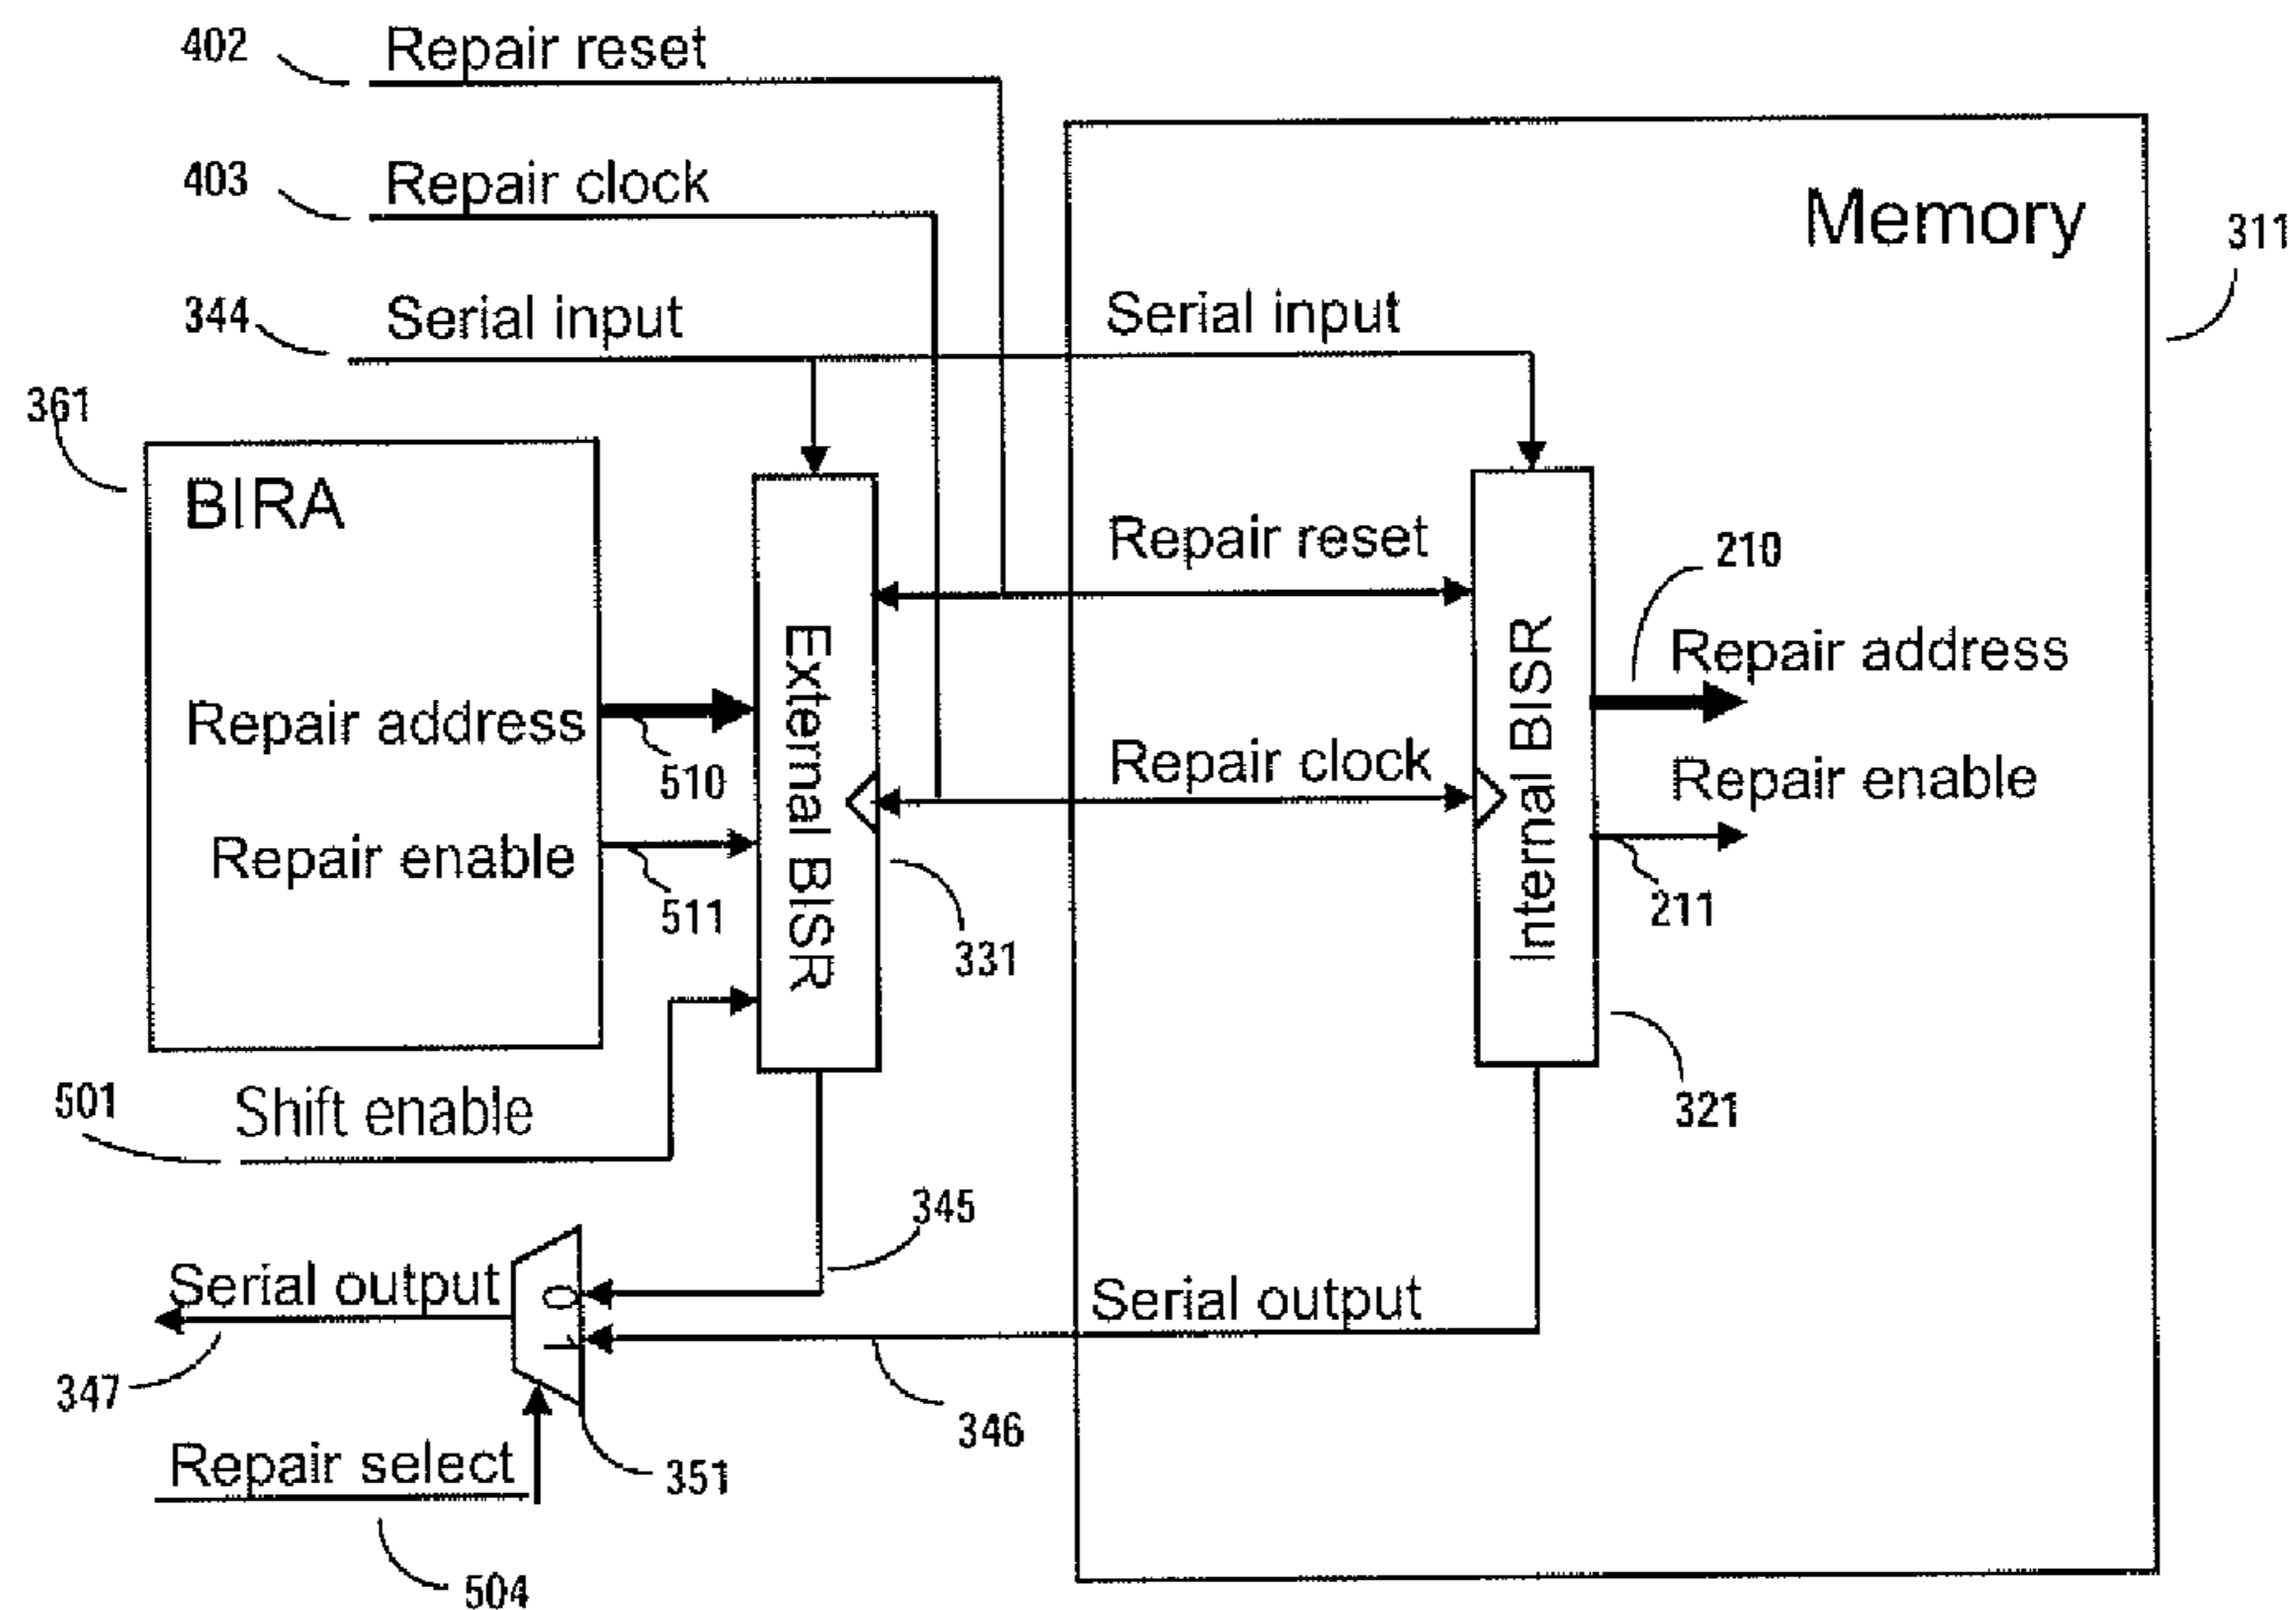 402 Repair reset
403 Repair clock
Memory
311
344 Serial input
Serial input
361
BIRA
Repair reset
210
Repair address
Repair address
510
External BISR
Internal BISR
Repair clock
Repair enable
Repair enable
511
331
211
501 Shift enable
321
345
Serial output
0
Serial output
1
347
346
Repair select
351
504